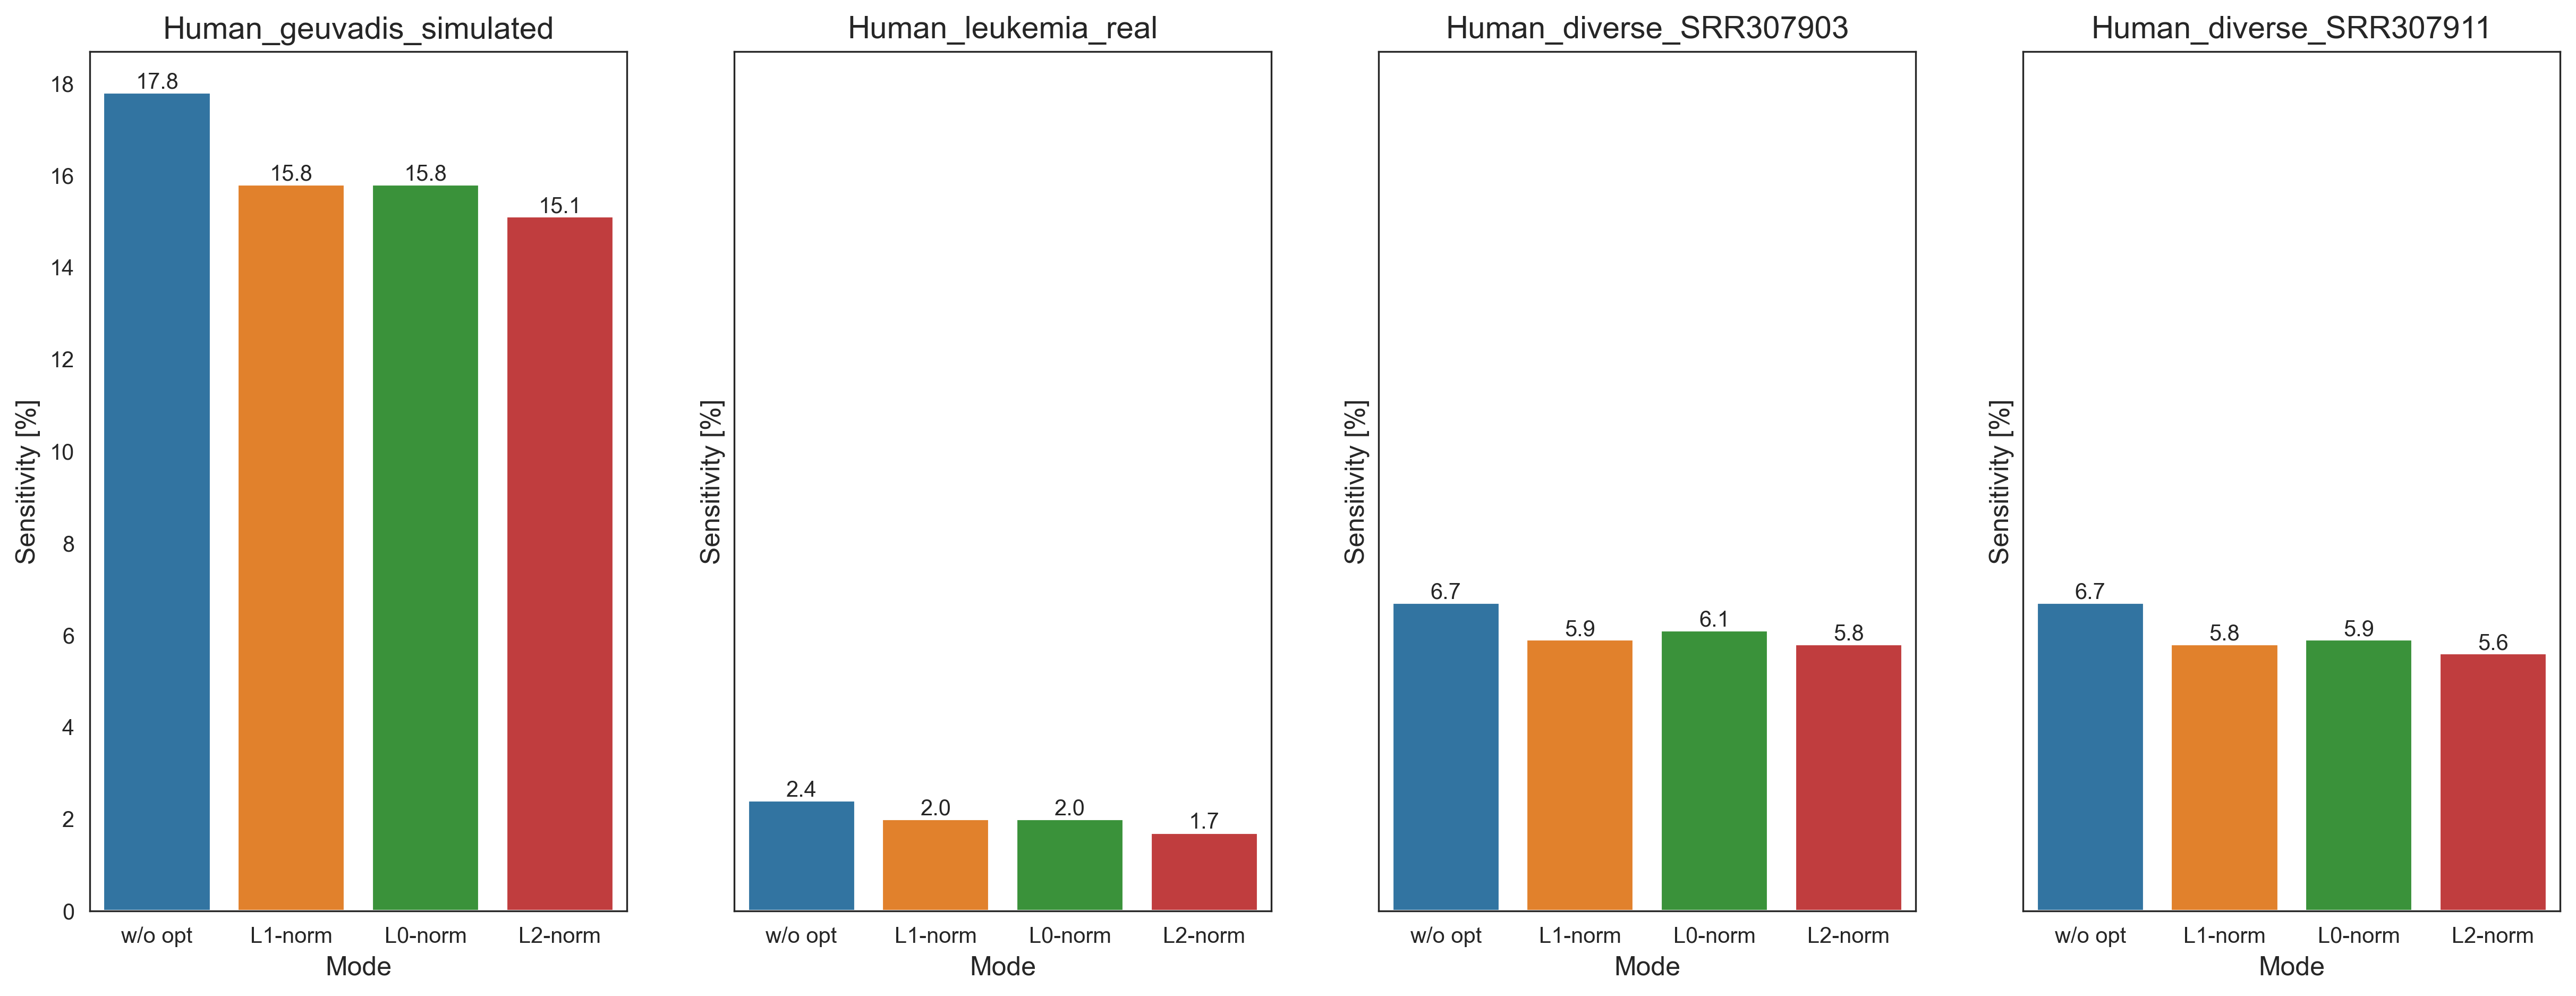 Human_geuvadis_simulated
Human_leukemia_real
Human_diverse_SRR307903
Human_diverse_SRR307911
Sensitivity [%]
18
16
14
12
10
8
6
4
2
0
17.8
15.8
15.8
15.1
w/o opt
L1-norm
L0-norm
L2-norm
Mode
Sensitivity [%]
2.4
2.0
2.0
1.7
w/o opt
L1-norm
L0-norm
L2-norm
Mode
Sensitivity [%]
6.7
5.9
6.1
5.8
w/o opt
L1-norm
L0-norm
L2-norm
Mode
Sensitivity [%]
6.7
5.8
5.9
5.6
w/o opt
L1-norm
L0-norm
L2-norm
Mode